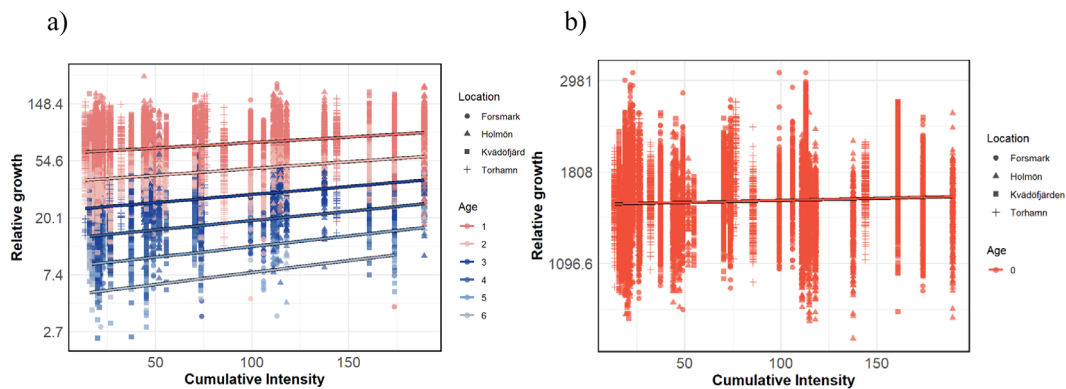 a)
148.4
54.6
20.1
7.4
2.7
Relative growth
50
100
150
Cumulative Intensity
Location
Forsmark
Holmön
Kvädöfjard
Torhamn
Age
1
2
3
4
5
6
b)
2981
1808
1096.6
Relative growth
50
100
150
Cumulative Intensity
Location
Forsmark
Holmön
Kvädöfjärden
Torhamn
Age
0